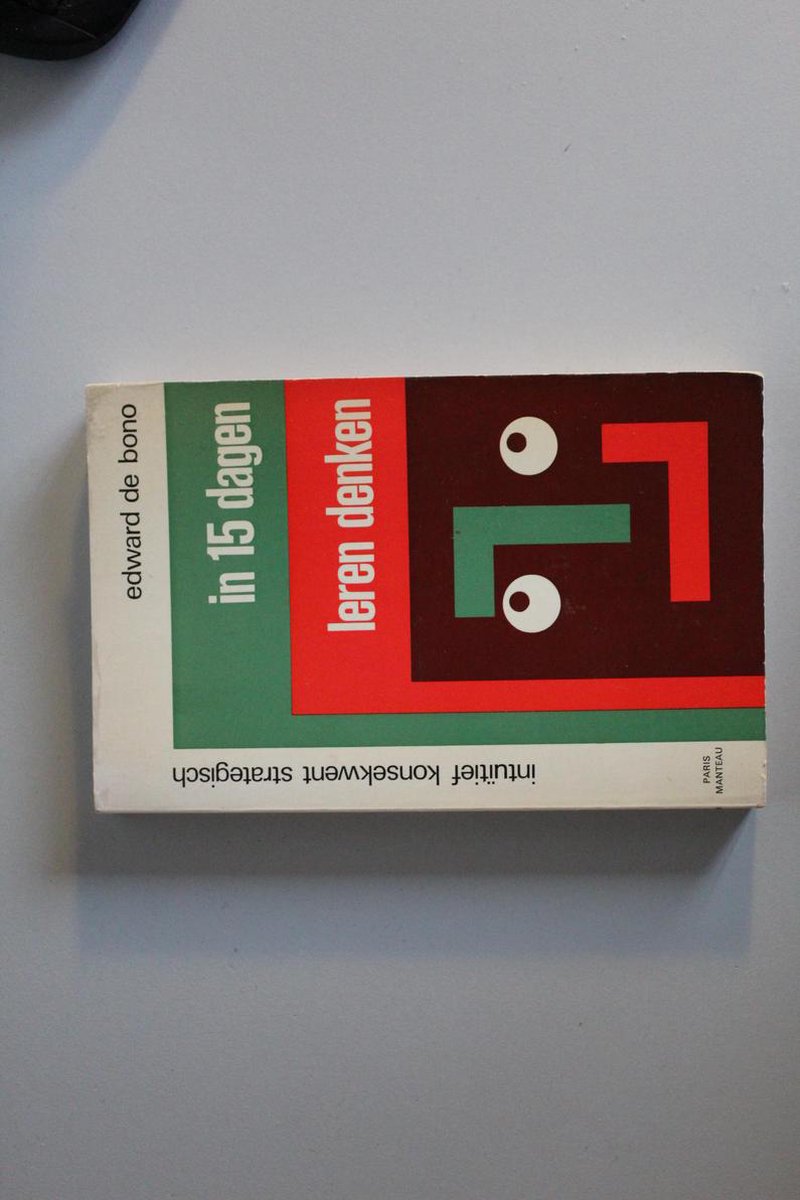 edward de bono
in 15 dagen
leren denken
intuïtief konsekwent strategisch
PARIS
MANTEAU